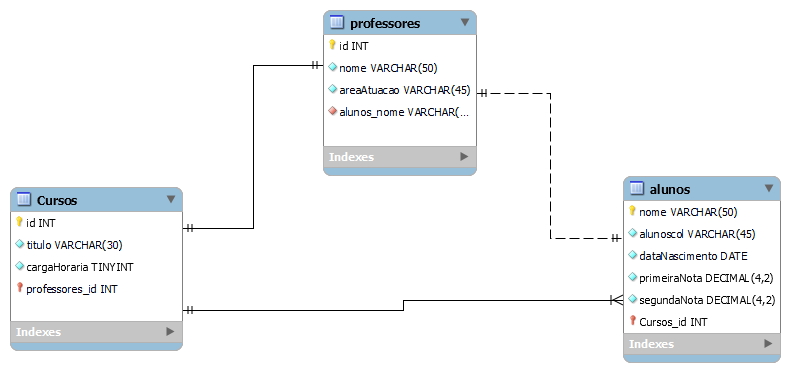 professores
id INT
nome VARCHAR(50)
areaAtuacao VARCHAR(45)
alunos_nome VARCHAR(...
Indexes
Cursos
id INT
titulo VARCHAR(30)
cargaHoraria TINYINT
professores_id INT
Indexes
alunos
nome VARCHAR(50)
alunoscol VARCHAR(45)
dataNascimento DATE
primeiraNota DECIMAL(4,2)
segundaNota DECIMAL(4,2)
Cursos_id INT
Indexes